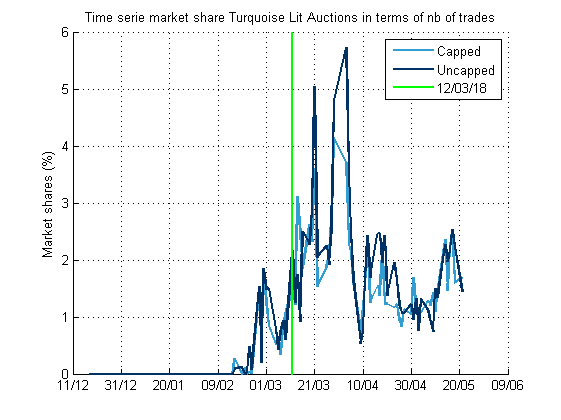 Time serie market share Turquoise Lit Auctions in terms of nb of trades
6
5
4
3
2
1
0
Market shares (%)
Capped
Uncapped
12/03/18
11/12 31/12 20/01 09/02 01/03 21/03 10/04 30/04 20/05 09/06